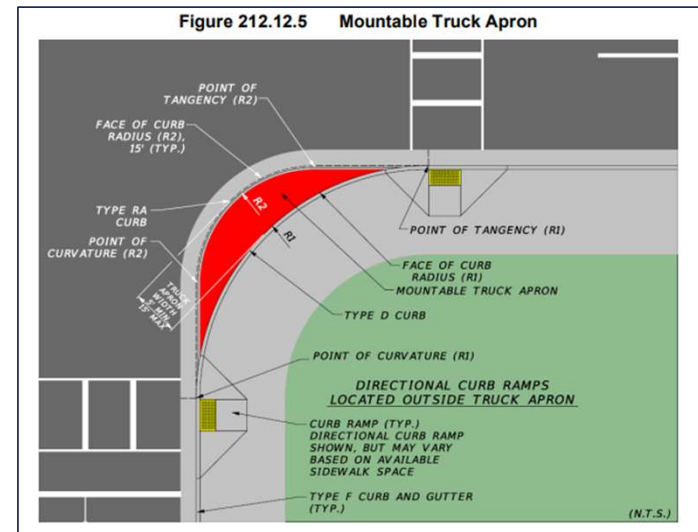 Figure 212.12.5 Mountable Truck Apron
POINT OF
TANGENCY (R2)
FACE OF CURB
RADIUS (R2),
15' (TYP.)
TYPE RA
CURB
POINT OF
CURVATURE (R2)
R2
R1
TRUCK
APRON
WIDTH
5' MIN
15' MAX
POINT OF TANGENCY (R1)
FACE OF CURB
RADIUS (R1)
MOUNTABLE TRUCK APRON
TYPE D CURB
POINT OF CURVATURE (R1)
DIRECTIONAL CURB RAMPS
LOCATED OUTSIDE TRUCK APRON
CURB RAMP (TYP.)
DIRECTIONAL CURB RAMP
SHOWN, BUT MAY VARY
BASED ON AVAILABLE
SIDEWALK SPACE
TYPE F CURB AND GUTTER
(TYP.)
(N.T.S.)